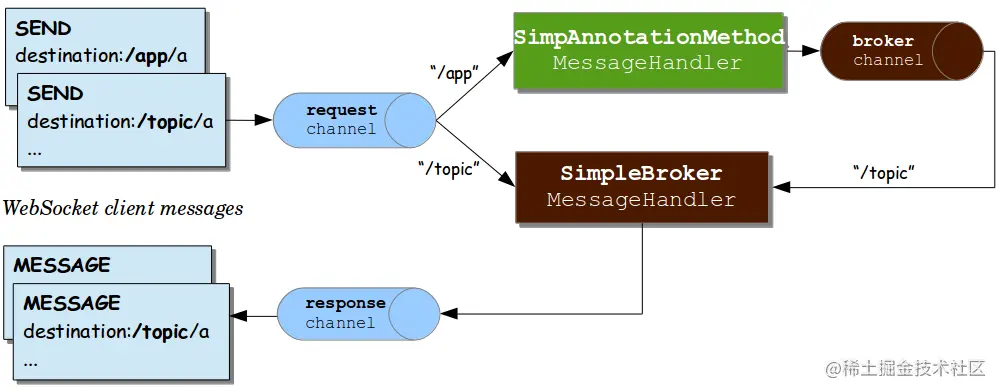 SEND
destination:/app/a
SEND
destination:/topic/a
...
request
channel
“/app”
“/topic”
SimpAnnotationMethod
MessageHandler
broker
channel
SimpleBroker
MessageHandler
“/topic”
WebSocket client messages
MESSAGE
MESSAGE
destination:/topic/a
...
response
channel
@稀土掘金技术社区